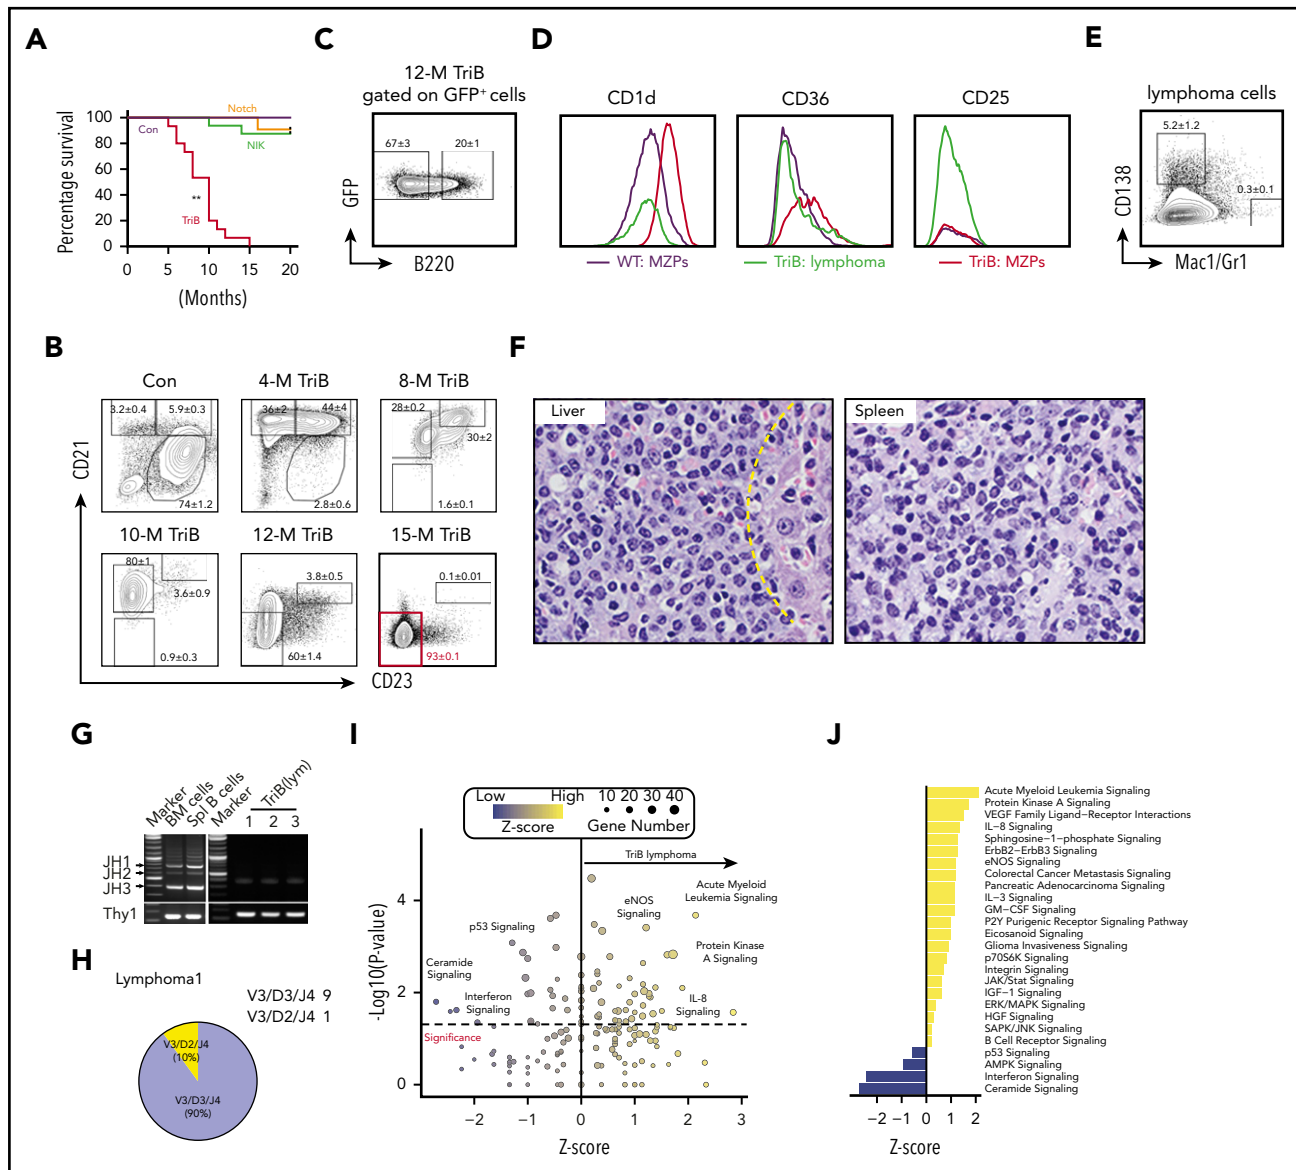 A
100
80
60
40
20
0
Percentage survival
0 5 10 15 20
(Months)
Con
Notch
NIK
**
TriB
C
12-M TriB
gated on GFP+ cells
67±3
20±1
GFP
B220
D
CD1d
CD36
CD25
WT: MZPs
TriB: lymphoma
TriB: MZPs
E
lymphoma cells
5.2±1.2
0.3±0.1
CD138
Mac1/Gr1
B
Con
4-M TriB
8-M TriB
3.2±0.4
5.9±0.3
74±1.2
36±2
44±4
2.8±0.6
28±0.2
30±2
1.6±0.1
10-M TriB
12-M TriB
15-M TriB
80±1
3.6±0.9
0.9±0.3
3.8±0.5
60±1.4
0.1±0.01
93±0.1
CD21
CD23
F
Liver
Spleen
G
Marker
BM cells
Spl B cells
Marker
TriB(lym)
1 2 3
JH1
JH2
JH3
Thy1
H
Lymphoma1
V3/D3/J4 9
V3/D2/J4 1
V3/D2/J4
(10%)
V3/D3/J4
(90%)
I
Low
High
Z-score
10 20 30 40
Gene Number
TriB lymphoma
Acute Myeloid
Leukemia Signaling
eNOS
Signaling
p53 Signaling
Protein Kinase
A Signaling
Ceramide
Signaling
Interferon
Signaling
IL-8
Signaling
Significance
-Log10(P-value)
4
2
0
−2 −1 0 1 2 3
Z-score
J
Acute Myeloid Leukemia Signaling
Protein Kinase A Signaling
VEGF Family Ligand−Receptor Interactions
IL−8 Signaling
Sphingosine−1−phosphate Signaling
ErbB2−ErbB3 Signaling
eNOS Signaling
Colorectal Cancer Metastasis Signaling
Pancreatic Adenocarcinoma Signaling
IL−3 Signaling
GM−CSF Signaling
P2Y Purigenic Receptor Signaling Pathway
Eicosanoid Signaling
Glioma Invasiveness Signaling
p70S6K Signaling
Integrin Signaling
JAK/Stat Signaling
IGF−1 Signaling
ERK/MAPK Signaling
HGF Signaling
SAPK/JNK Signaling
B Cell Receptor Signaling
p53 Signaling
AMPK Signaling
Interferon Signaling
Ceramide Signaling
−2 −1 0 1 2
Z-score